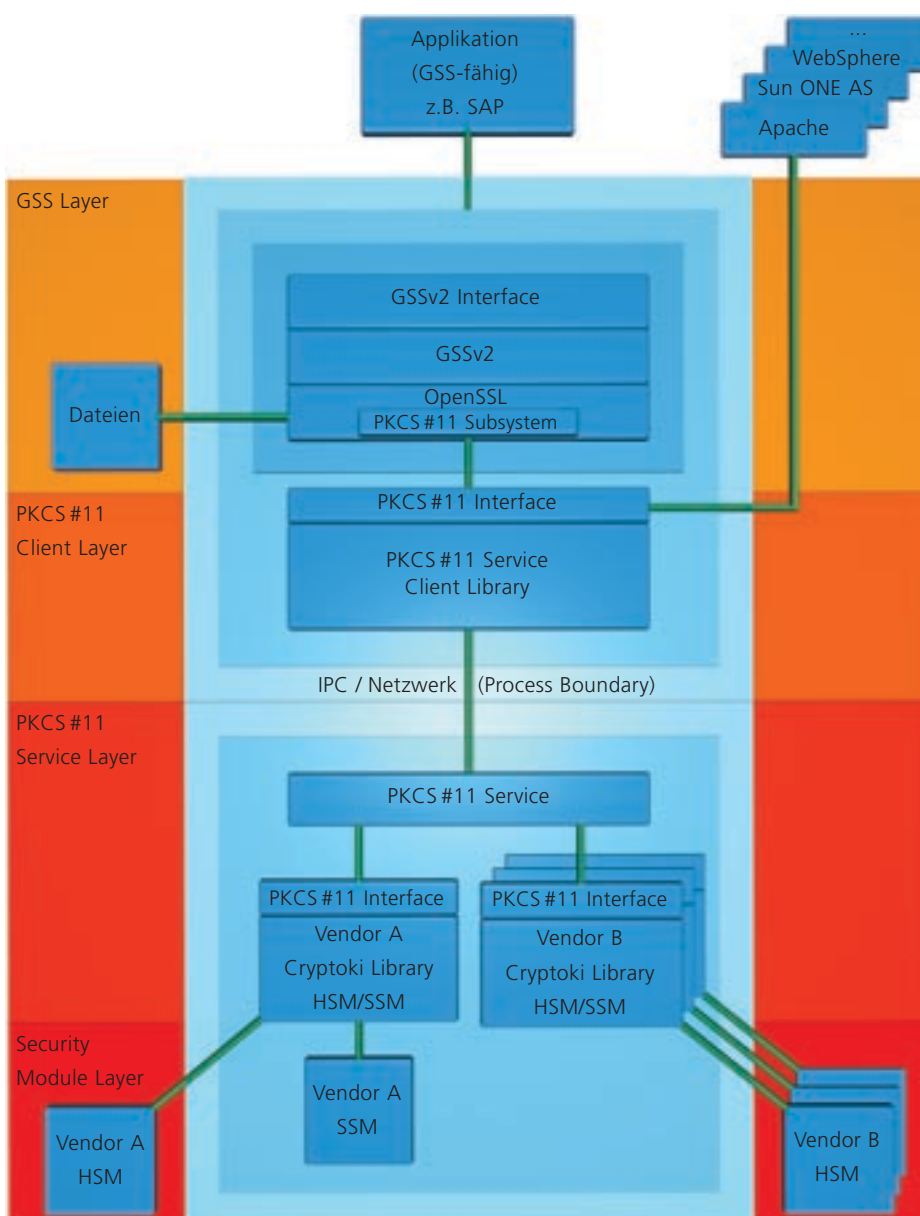 Applikation
(GSS-fähig)
z.B. SAP
...
WebSphere
Sun ONE AS
Apache
GSS Layer
GSSv2 Interface
GSSv2
OpenSSL
PKCS #11 Subsystem
Dateien
PKCS #11
Client Layer
PKCS #11 Interface
PKCS #11 Service
Client Library
IPC / Netzwerk (Process Boundary)
PKCS #11
Service Layer
PKCS #11 Service
PKCS #11 Interface
Vendor A
Cryptoki Library
HSM/SSM
PKCS #11 Interface
Vendor B
Cryptoki Library
HSM/SSM
Security
Module Layer
Vendor A
HSM
Vendor A
SSM
Vendor B
HSM